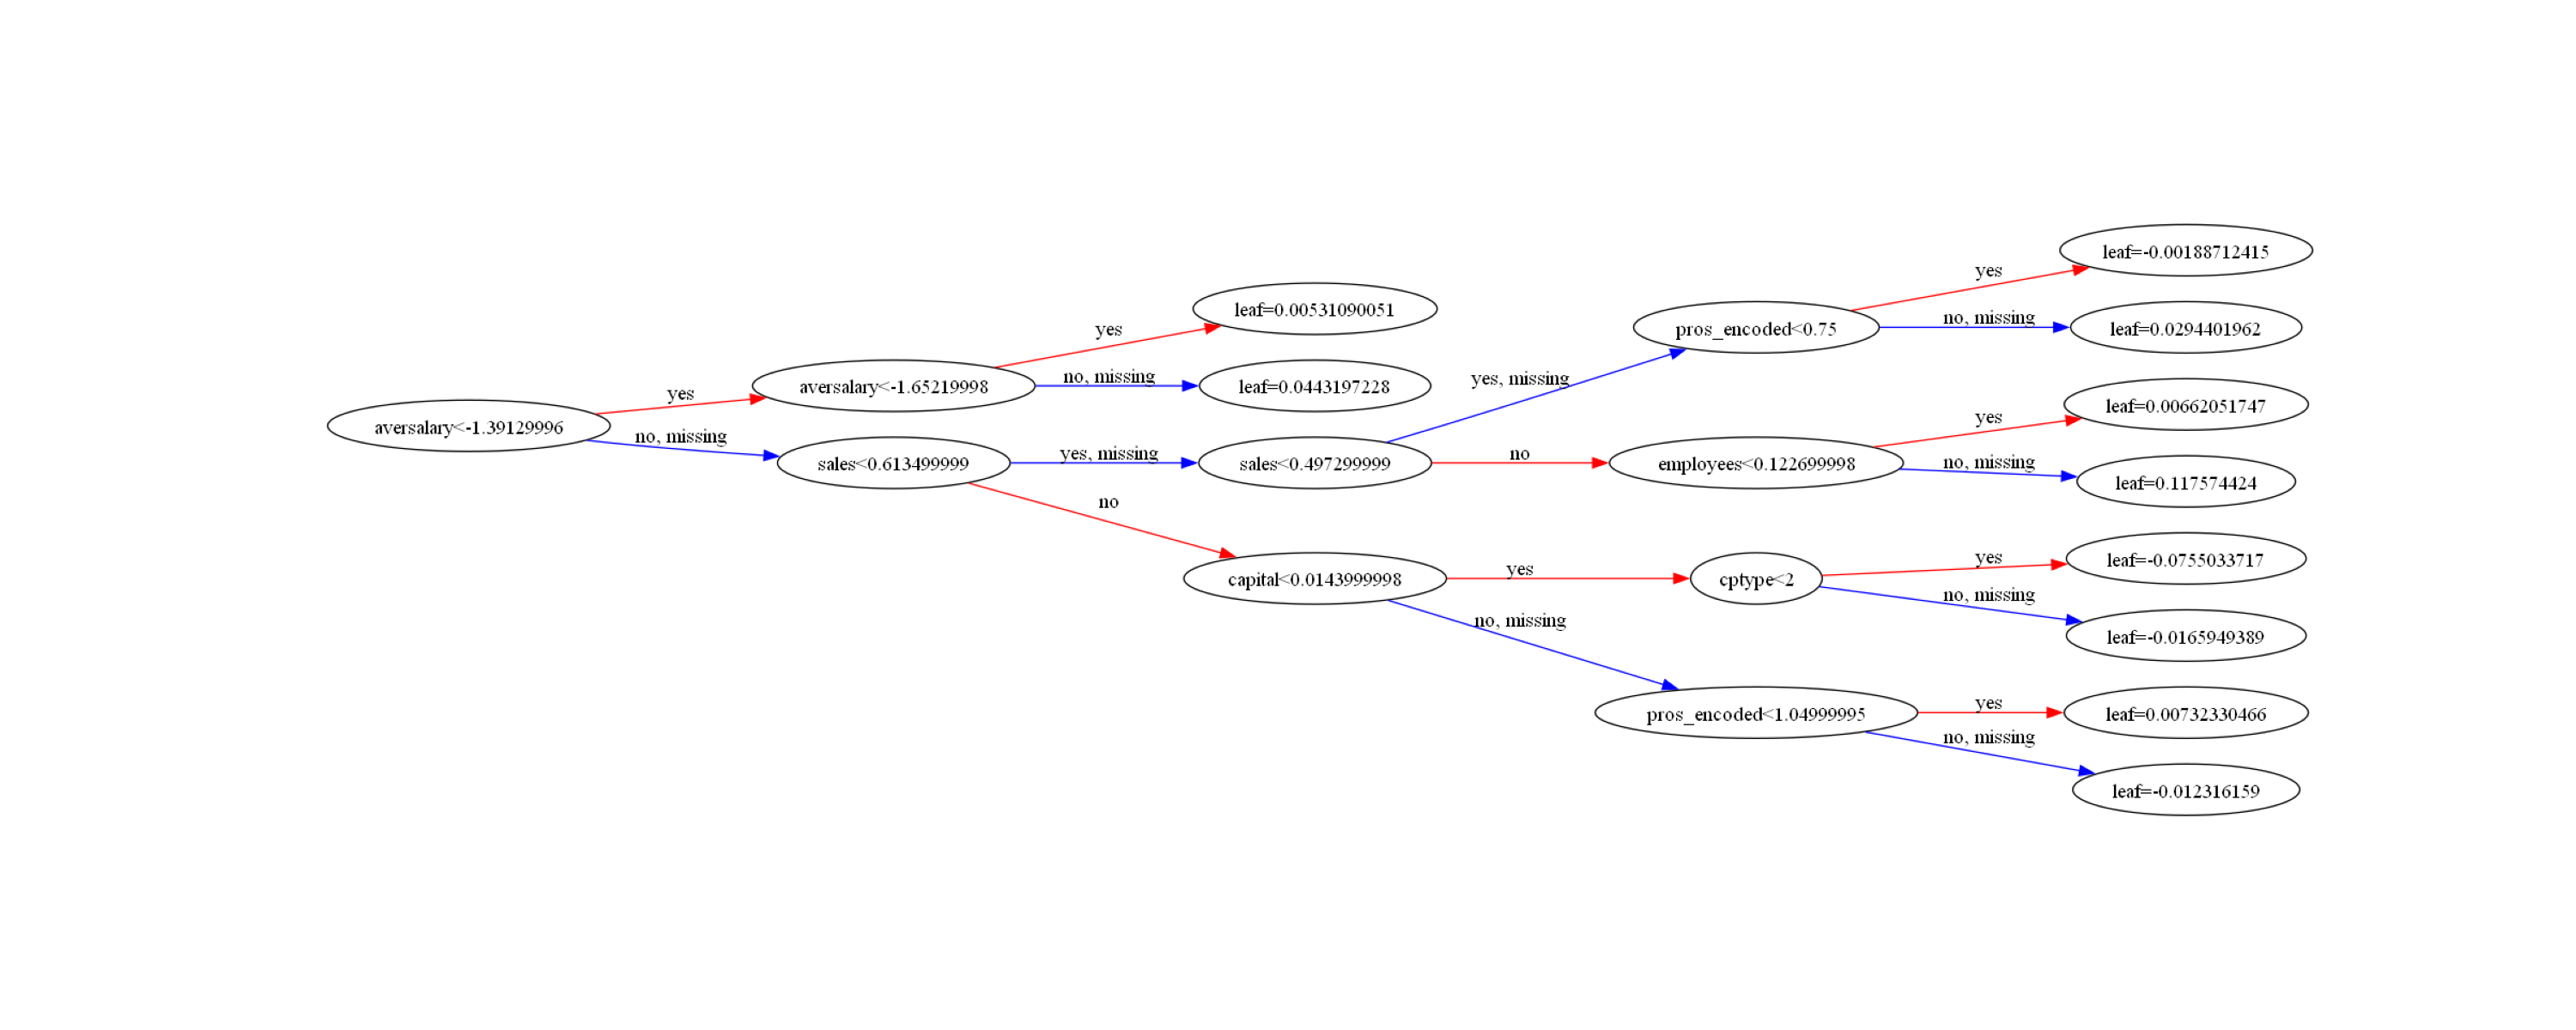 leaf=-0.00188712415
yes
leaf=0.00531090051
pros_encoded<0.75
no, missing
leaf=0.0294401962
yes
aversalary<-1.65219998
no, missing
leaf=0.0443197228
yes, missing
yes
leaf=0.00662051747
aversalary<-1.39129996
yes
no, missing
sales<0.613499999
yes, missing
sales<0.497299999
no
employees<0.122699998
no, missing
leaf=0.117574424
no
capital<0.0143999998
yes
cptype<2
yes
leaf=-0.0755033717
no, missing
leaf=-0.0165949389
no, missing
pros_encoded<1.04999995
yes
leaf=0.00732330466
no, missing
leaf=-0.012316159